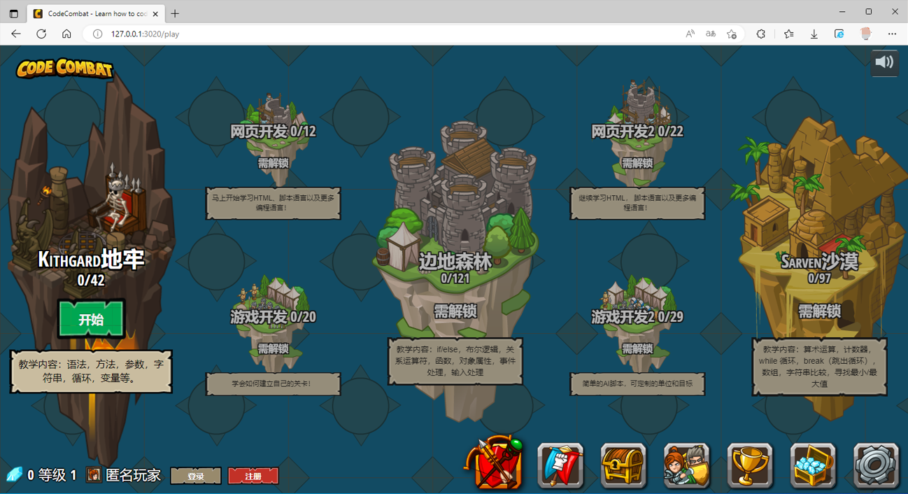 CodeCombat - Learn how to co
127.0.0.1:3020/play
CODE COMBAT
网页开发 0/12
需解锁
马上开始学习HTML、脚本语言以及更多
编程语言!
网页开发2 0/22
需解锁
继续学习HTML、脚本语言以及更多编
程语言!
KITHGARD地牢
0/42
开始
教学内容:语法,方法,参数,字
符串,循环,变量等。
边地森林
0/121
需解锁
教学内容:if/else,布尔逻辑,关
系运算符,函数,对象属性,事件
处理,输入处理
SARVEN沙漠
0/97
需解锁
教学内容:算术运算,计数器,
while 循环,break(跳出循环),
数组,字符串比较,寻找最小/最
大值
游戏开发 0/20
需解锁
学会如何建立自己的关卡!
游戏开发2 0/29
需解锁
简单的AI脚本,可定制的单位和目标
0 等级 1 匿名玩家 登录 注册